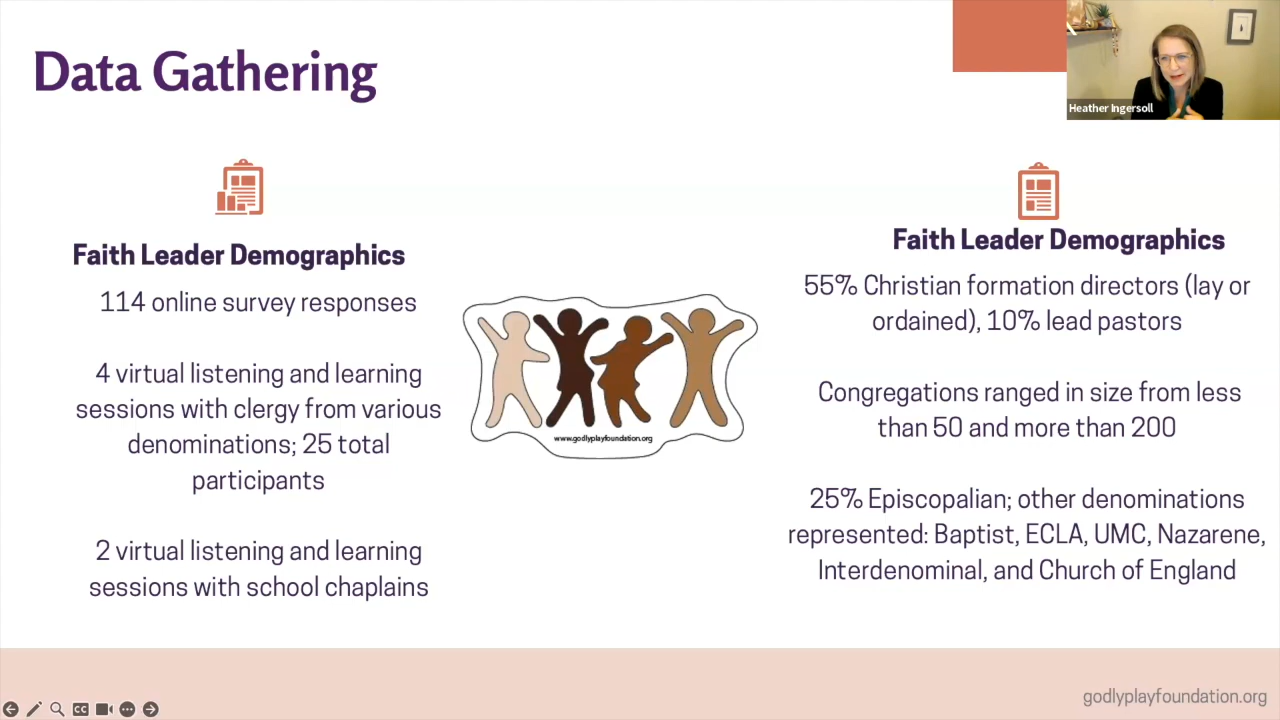 Data Gathering
Heather Ingersoll
Faith Leader Demographics
114 online survey responses
4 virtual listening and learning
sessions with clergy from various
denominations; 25 total
participants
2 virtual listening and learning
sessions with school chaplains
www.godlyplayfoundation.org
Faith Leader Demographics
55% Christian formation directors (lay or
ordained), 10% lead pastors
Congregations ranged in size from less
than 50 and more than 200
25% Episcopalian; other denominations
represented: Baptist, ECLA, UMC, Nazarene,
Interdenominal, and Church of England
CC
godlyplayfoundation.org